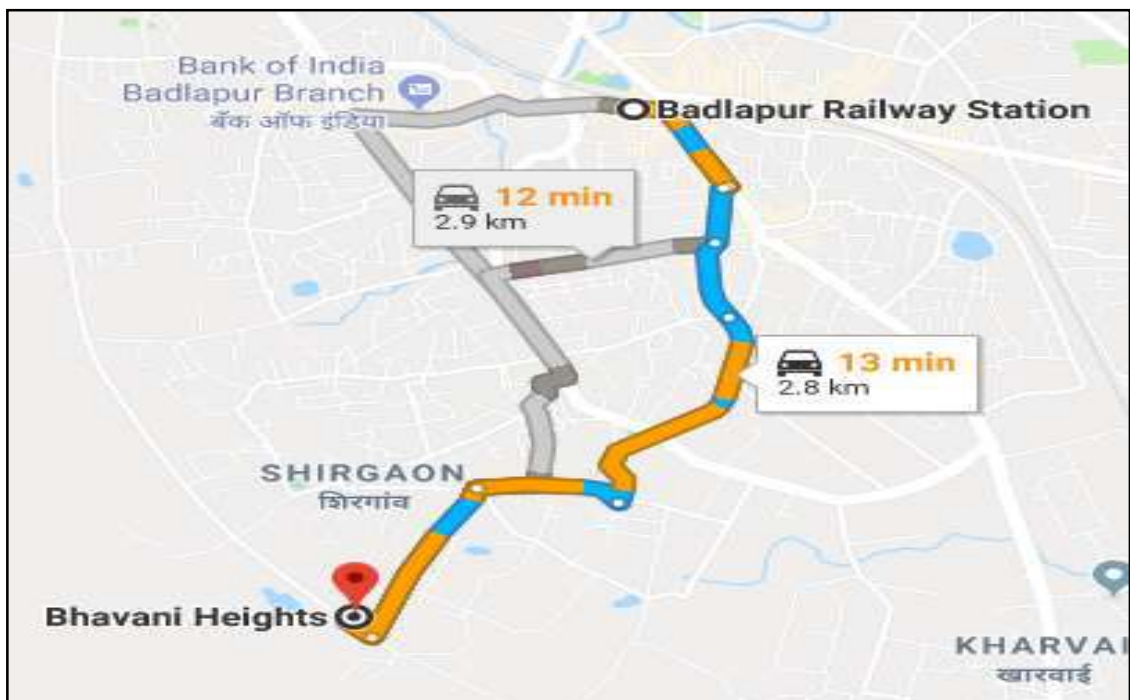 Bank of India
Badlapur Branch
बँक ऑफ इंडिया
Badlapur Railway Station
12 min
2.9 km
13 min
2.8 km
SHIRGAON
शिरगांव
Bhavani Heights
KHARVAI
खारवाई